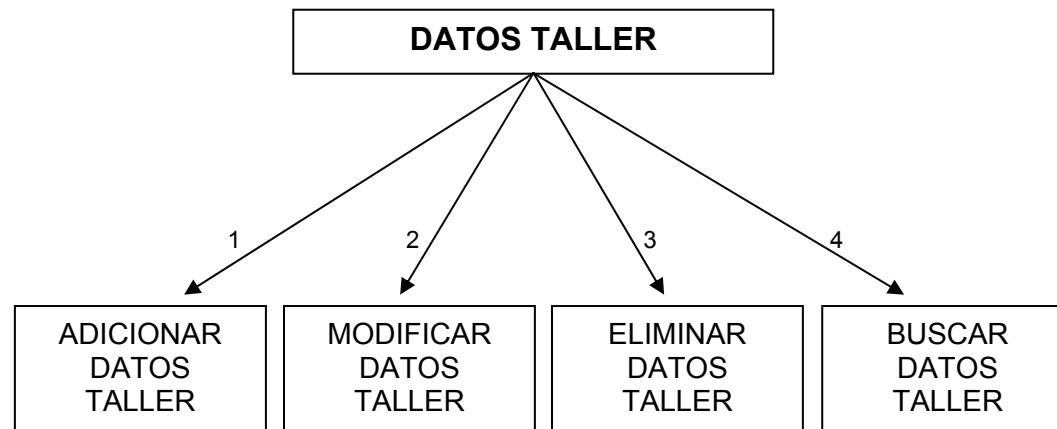 DATOS TALLER
1
2
3
4
ADICIONAR
DATOS
TALLER
MODIFICAR
DATOS
TALLER
ELIMINAR
DATOS
TALLER
BUSCAR
DATOS
TALLER